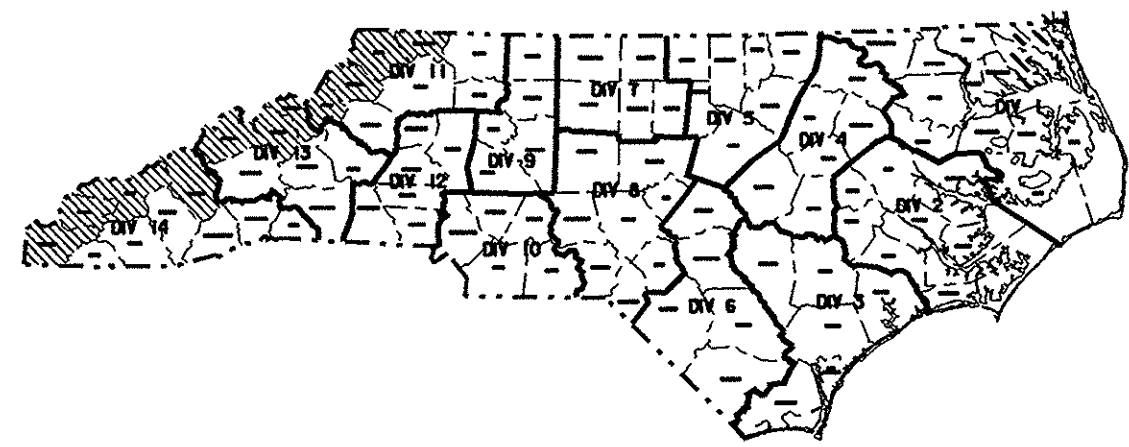 DIV 11
DIV 7
DIV 1
DIV 5
DIV 4
DIV 13
DIV 9
DIV 12
DIV 8
DIV 2
DIV 14
DIV 10
DIV 3
DIV 6